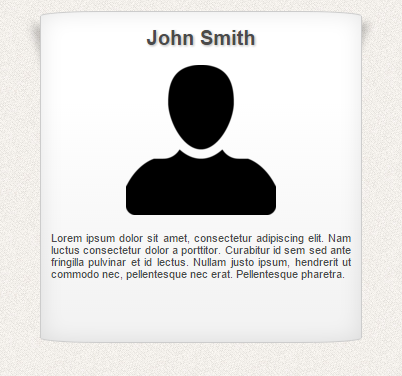 John Smith
Lorem ipsum dolor sit amet, consectetur adipiscing elit. Nam
luctus consectetur dolor a porttitor. Curabitur id sem sed ante
fringilla pulvinar et id lectus. Nullam justo ipsum, hendrerit ut
commodo nec, pellentesque nec erat. Pellentesque pharetra.